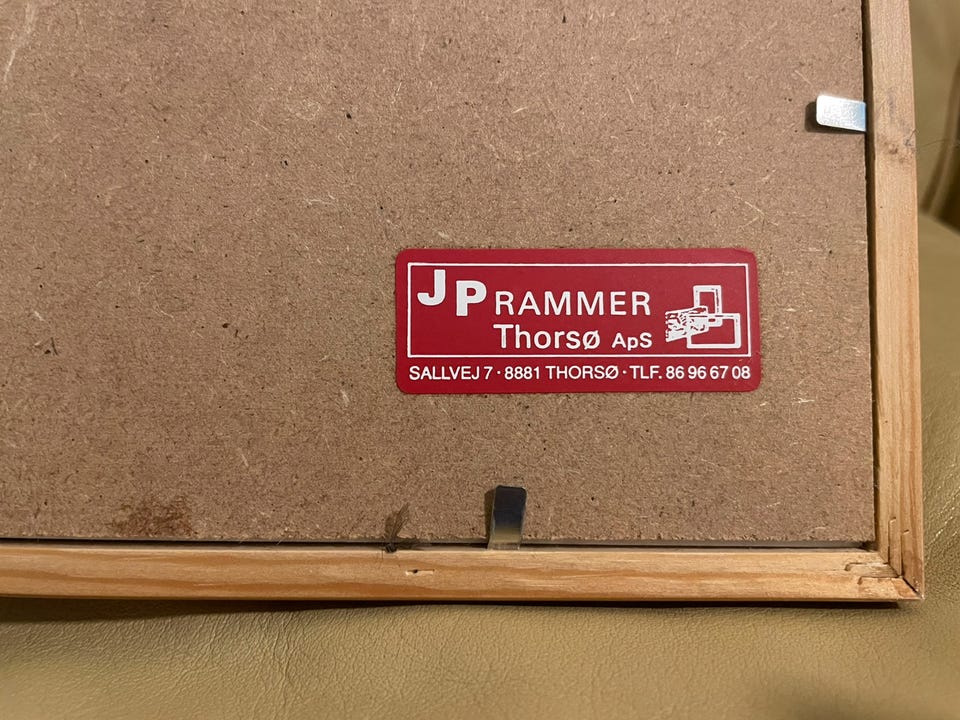 JP RAMMER
Thorsø ApS
SALLVEJ 7 · 8881 THORSØ · TLF. 86 96 67 08